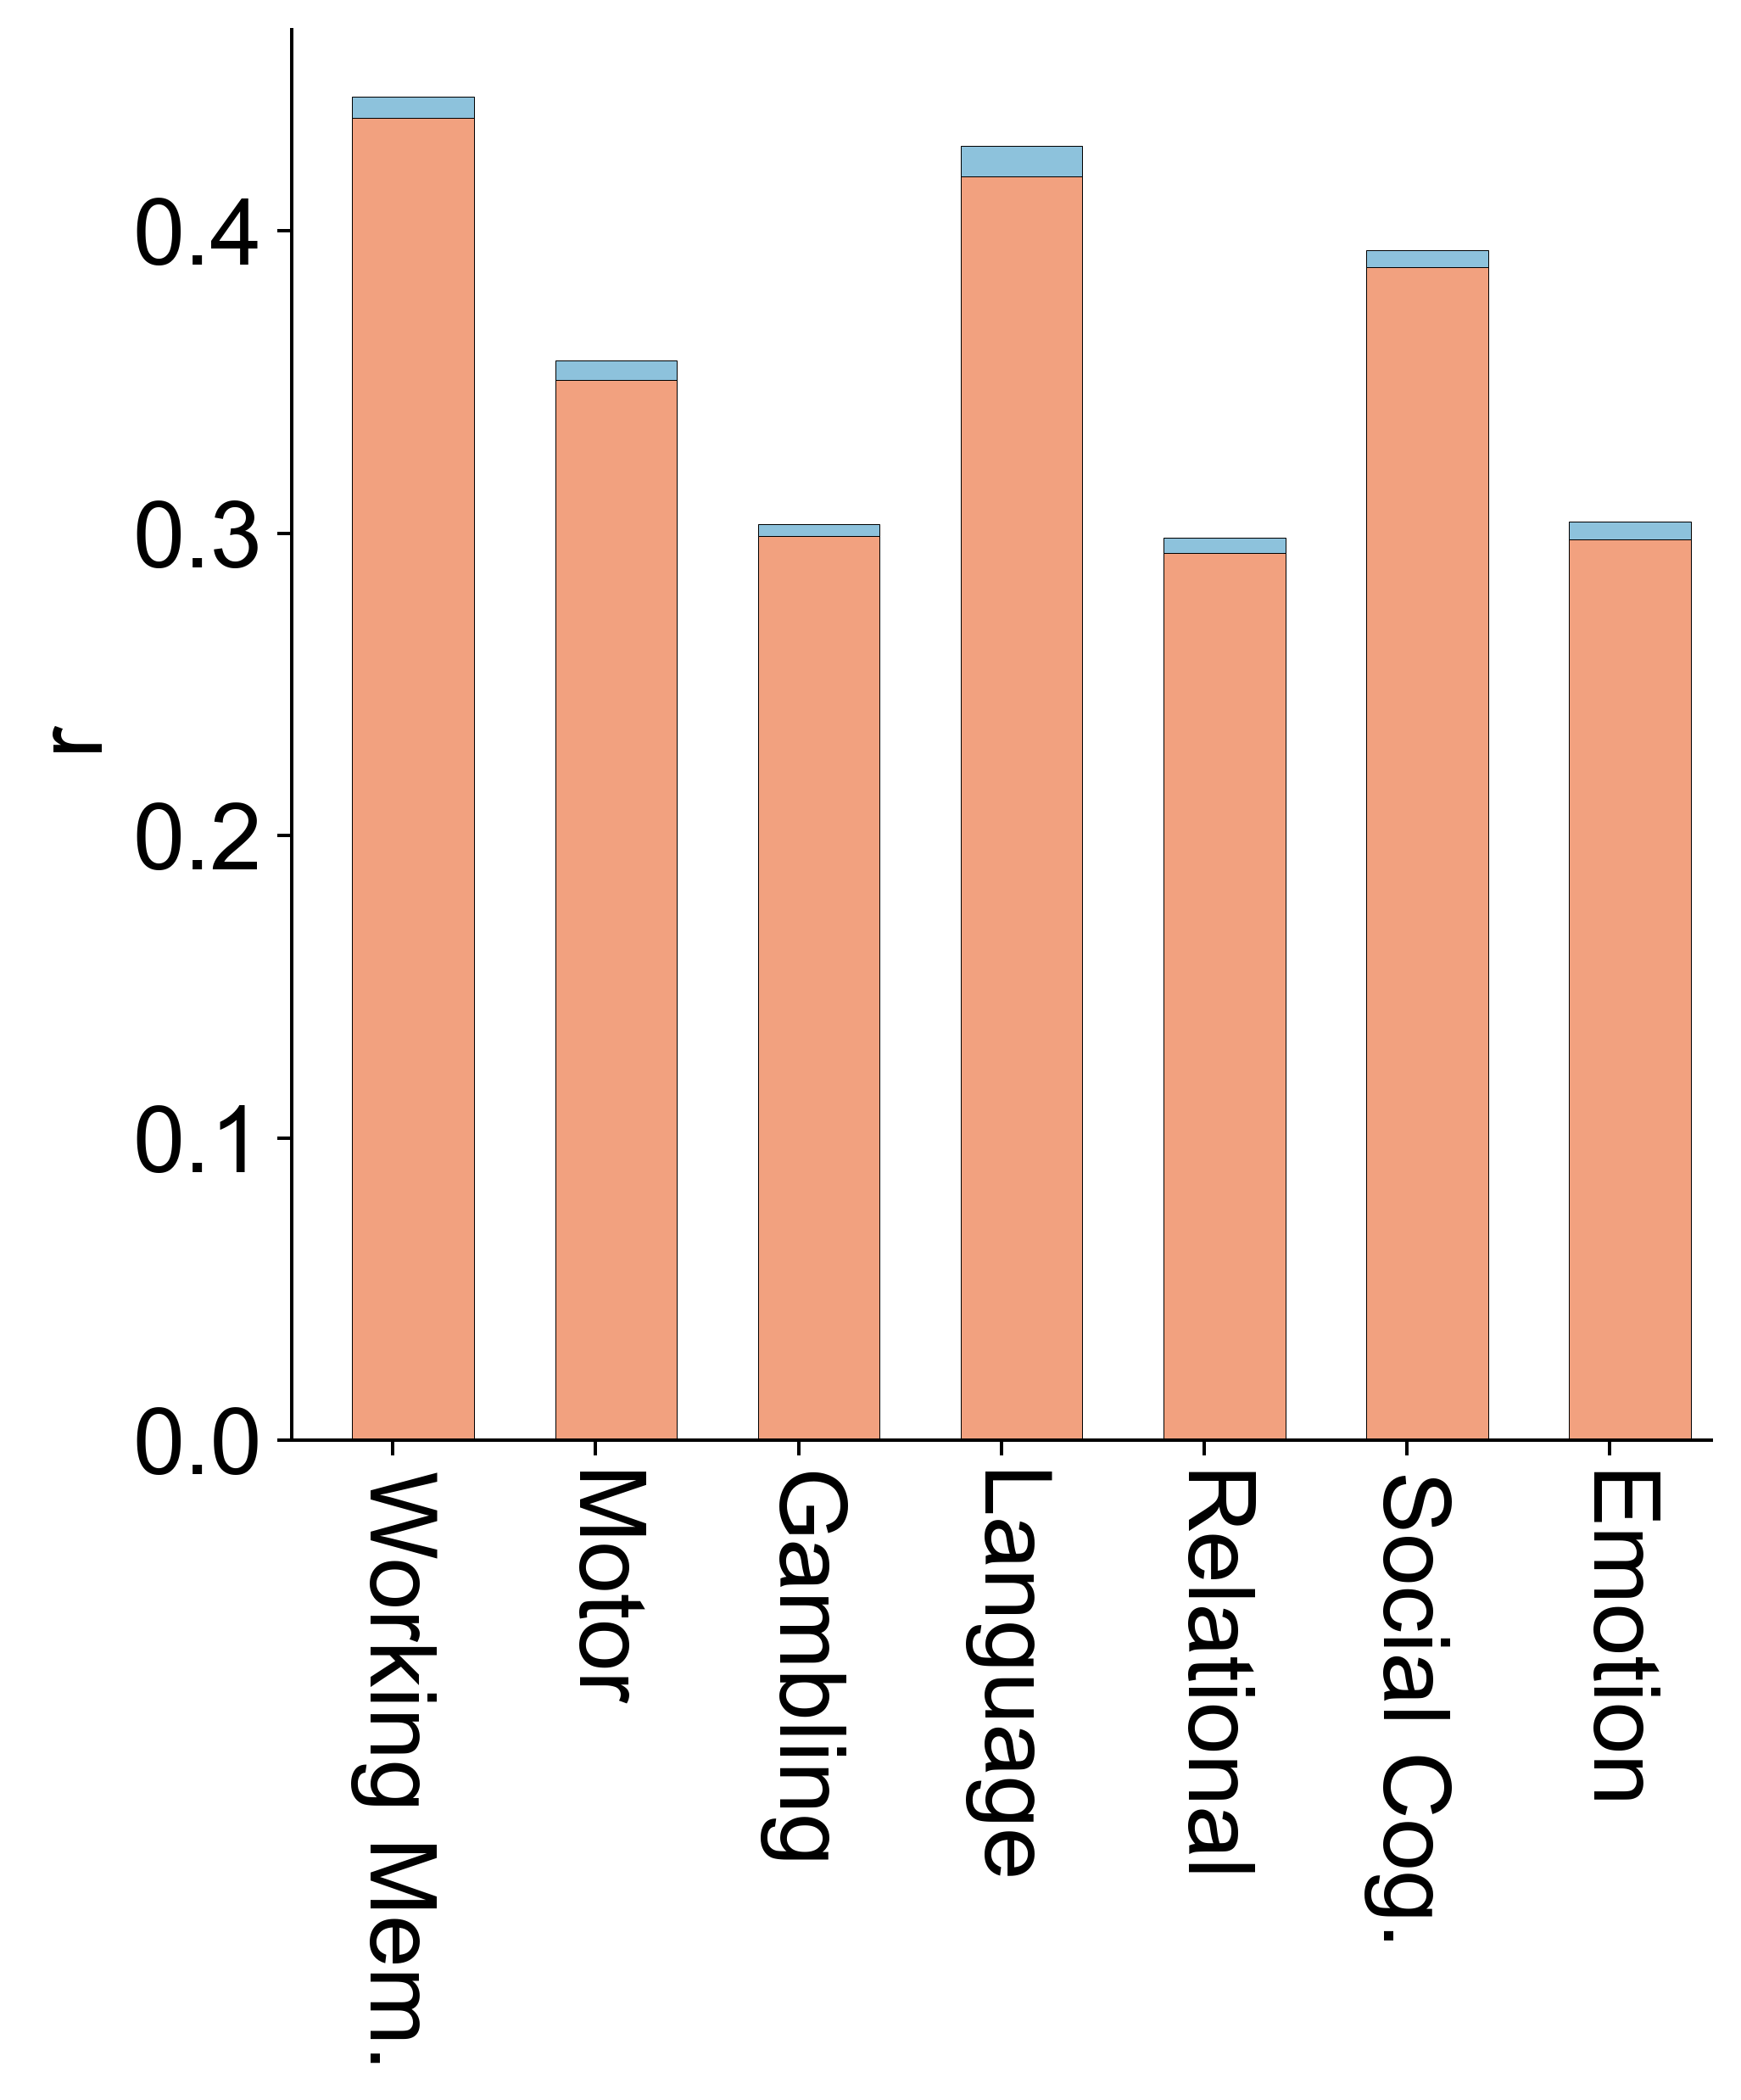 0.4
0.3
0.2
0.1
0.0
r
Working Mem.
Motor
Gambling
Language
Relational
Social Cog.
Emotion